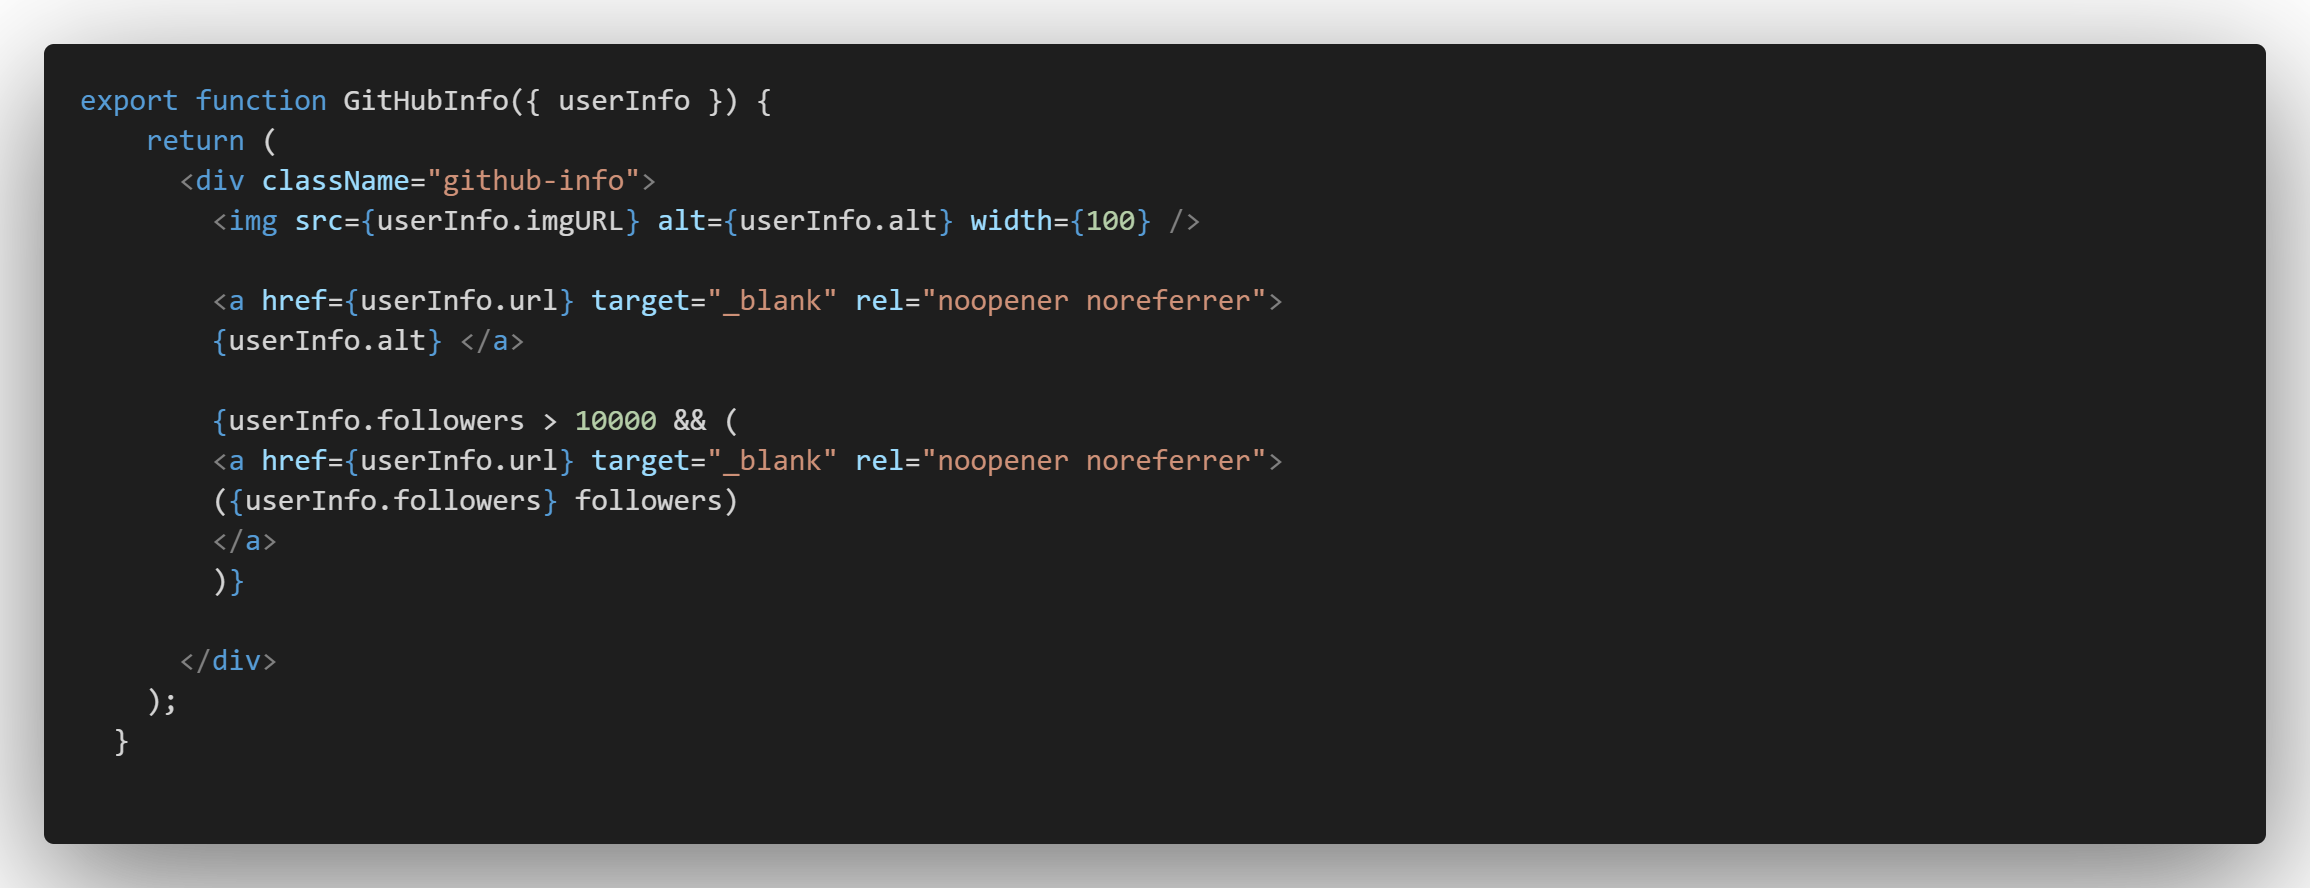 export function GitHubInfo({ userInfo }) {
    return (
      <div className="github-info">
        <img src={userInfo.imgURL} alt={userInfo.alt} width={100} />

        <a href={userInfo.url} target="_blank" rel="noopener noreferrer">
        {userInfo.alt} </a>

        {userInfo.followers > 10000 && (
        <a href={userInfo.url} target="_blank" rel="noopener noreferrer">
        ({userInfo.followers} followers)
        </a>
        )}

      </div>
    );
  }